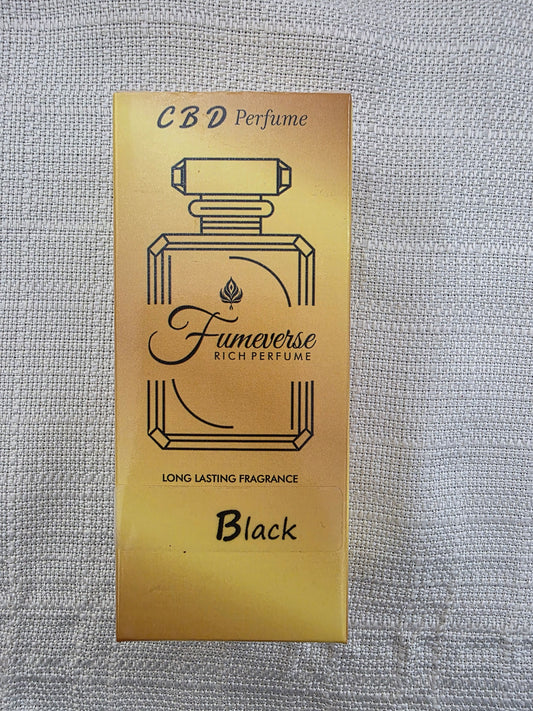 CBD Perfume
Fumeverse
RICH PERFUME
LONG LASTING FRAGRANCE
Black